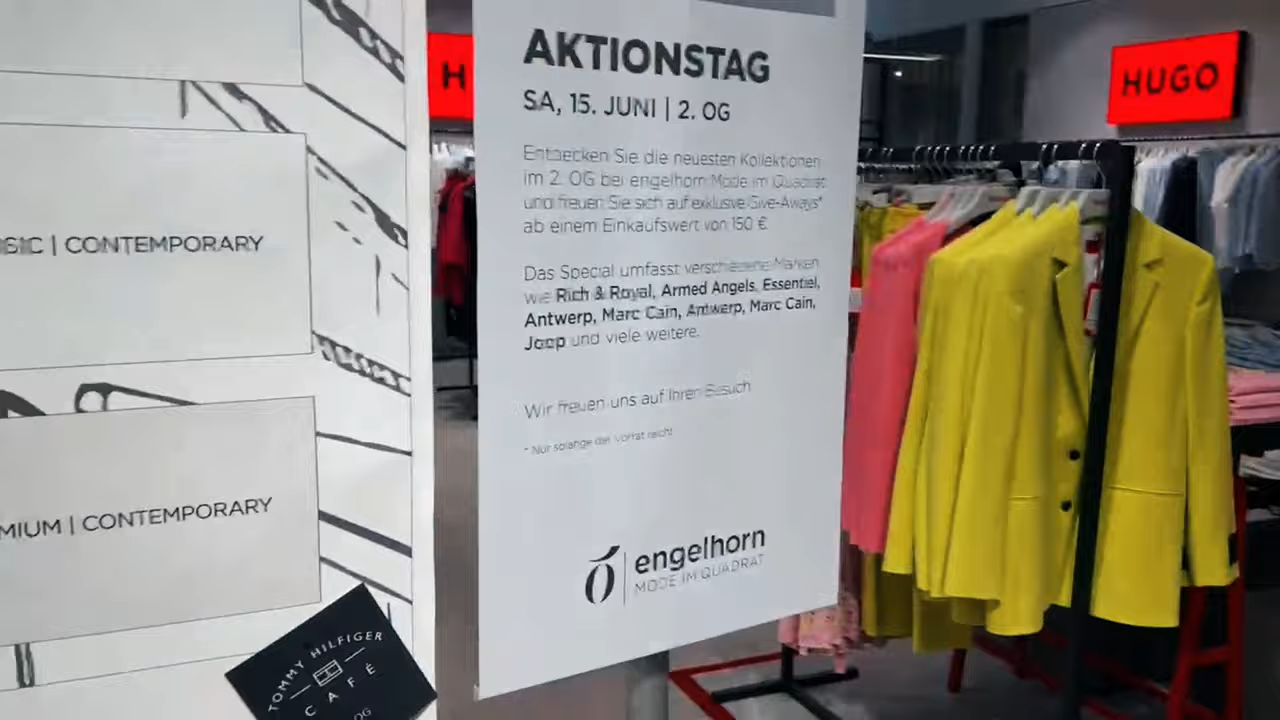 SIC | CONTEMPORARY
MIUM | CONTEMPORARY
TOMMY HILFIGER
CAFÉ
OG
H
AKTIONSTAG
SA, 15. JUNI | 2. OG
Entdecken Sie die neuesten Kollektionen
im 2. OG bei engelhorn Mode im Quadrat
und freuen Sie sich auf exklusive Give-Aways*
ab einem Einkaufswert von 150 €.
Das Special umfasst verschiedene Marken
wie Rich & Royal, Armed Angels, Essentiel,
Antwerp, Marc Cain, Antwerp, Marc Cain,
Joop und viele weitere.
Wir freuen uns auf Ihren Besuch
* Nur solange der Vorrat reicht
engelhorn
MODE IM QUADRAT
HUGO